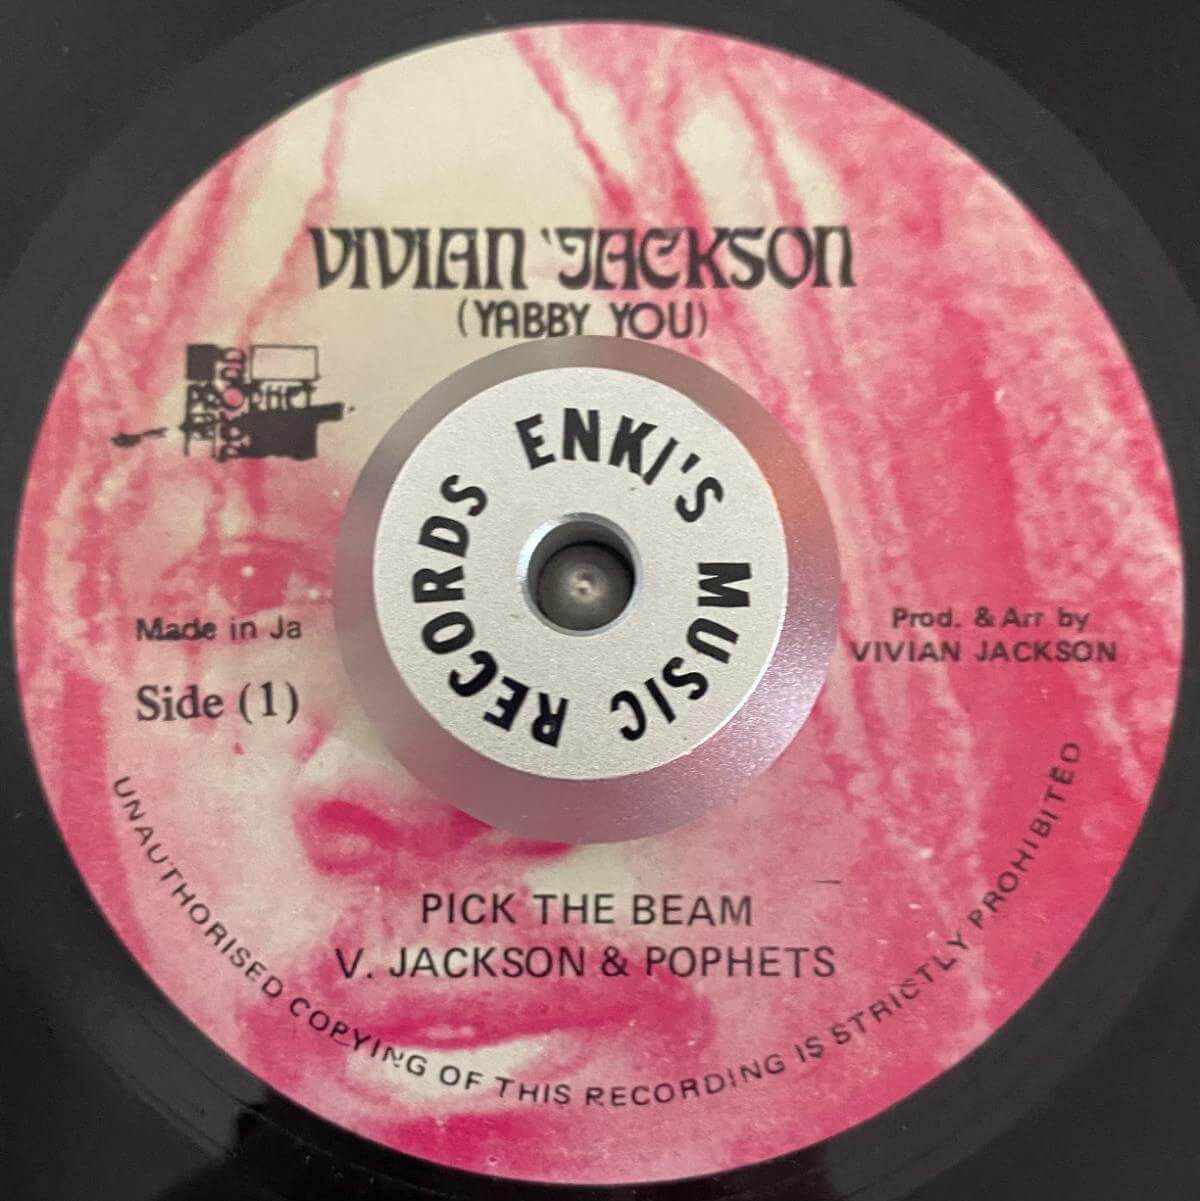 VIVIAN JACKSON
(YABBY YOU)
PROPHET
ENKI'S MUSIC RECORDS
Made in Ja
Side (1)
Prod. & Arr by
VIVIAN JACKSON
PICK THE BEAM
V. JACKSON & POPHETS
UNAUTHORISED COPYING OF THIS RECORDING IS STRICTLY PROHIBITED